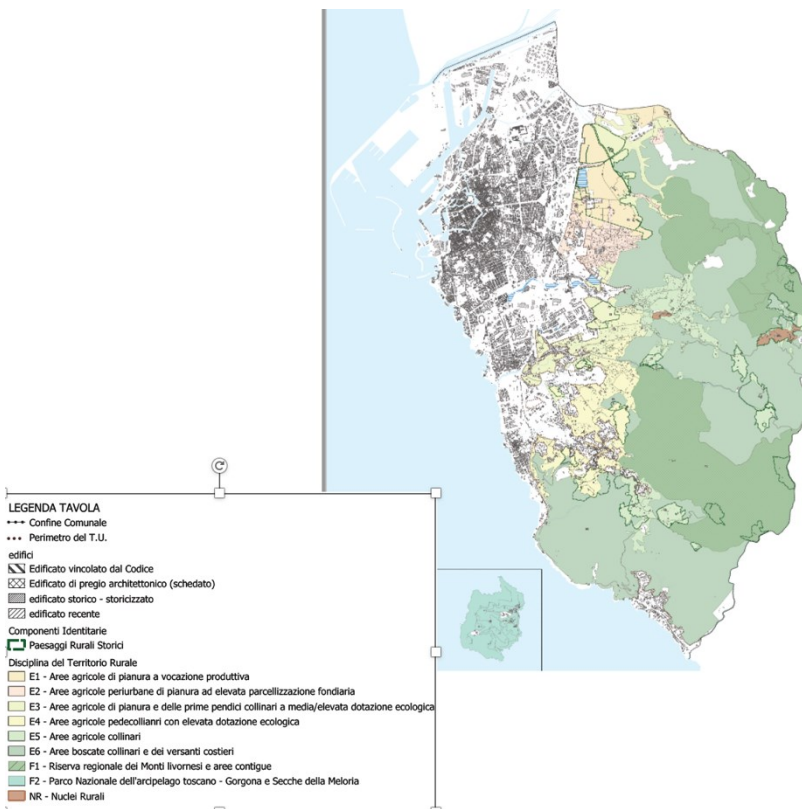 LEGENDA TAVOLA
Confine Comunale
Perimetro del T.U.
edifici
Edificato vincolato dal Codice
Edificato di pregio architettonico (schedato)
edificato storico - storicizzato
edificato recente
Componenti Identitarie
Paesaggi Rurali Storici
Disciplina del Territorio Rurale
E1 - Aree agricole di pianura a vocazione produttiva
E2 - Aree agricole periurbane di pianura ad elevata parcellizzazione fondiaria
E3 - Aree agricole di pianura e delle prime pendici collinari a media/elevata dotazione ecologica
E4 - Aree agricole pedecollianri con elevata dotazione ecologica
E5 - Aree agricole collinari
E6 - Aree boscate collinari e dei versanti costieri
F1 - Riserva regionale dei Monti livornesi e aree contigue
F2 - Parco Nazionale dell'arcipelago toscano - Gorgona e Secche della Meloria
NR - Nuclei Rurali